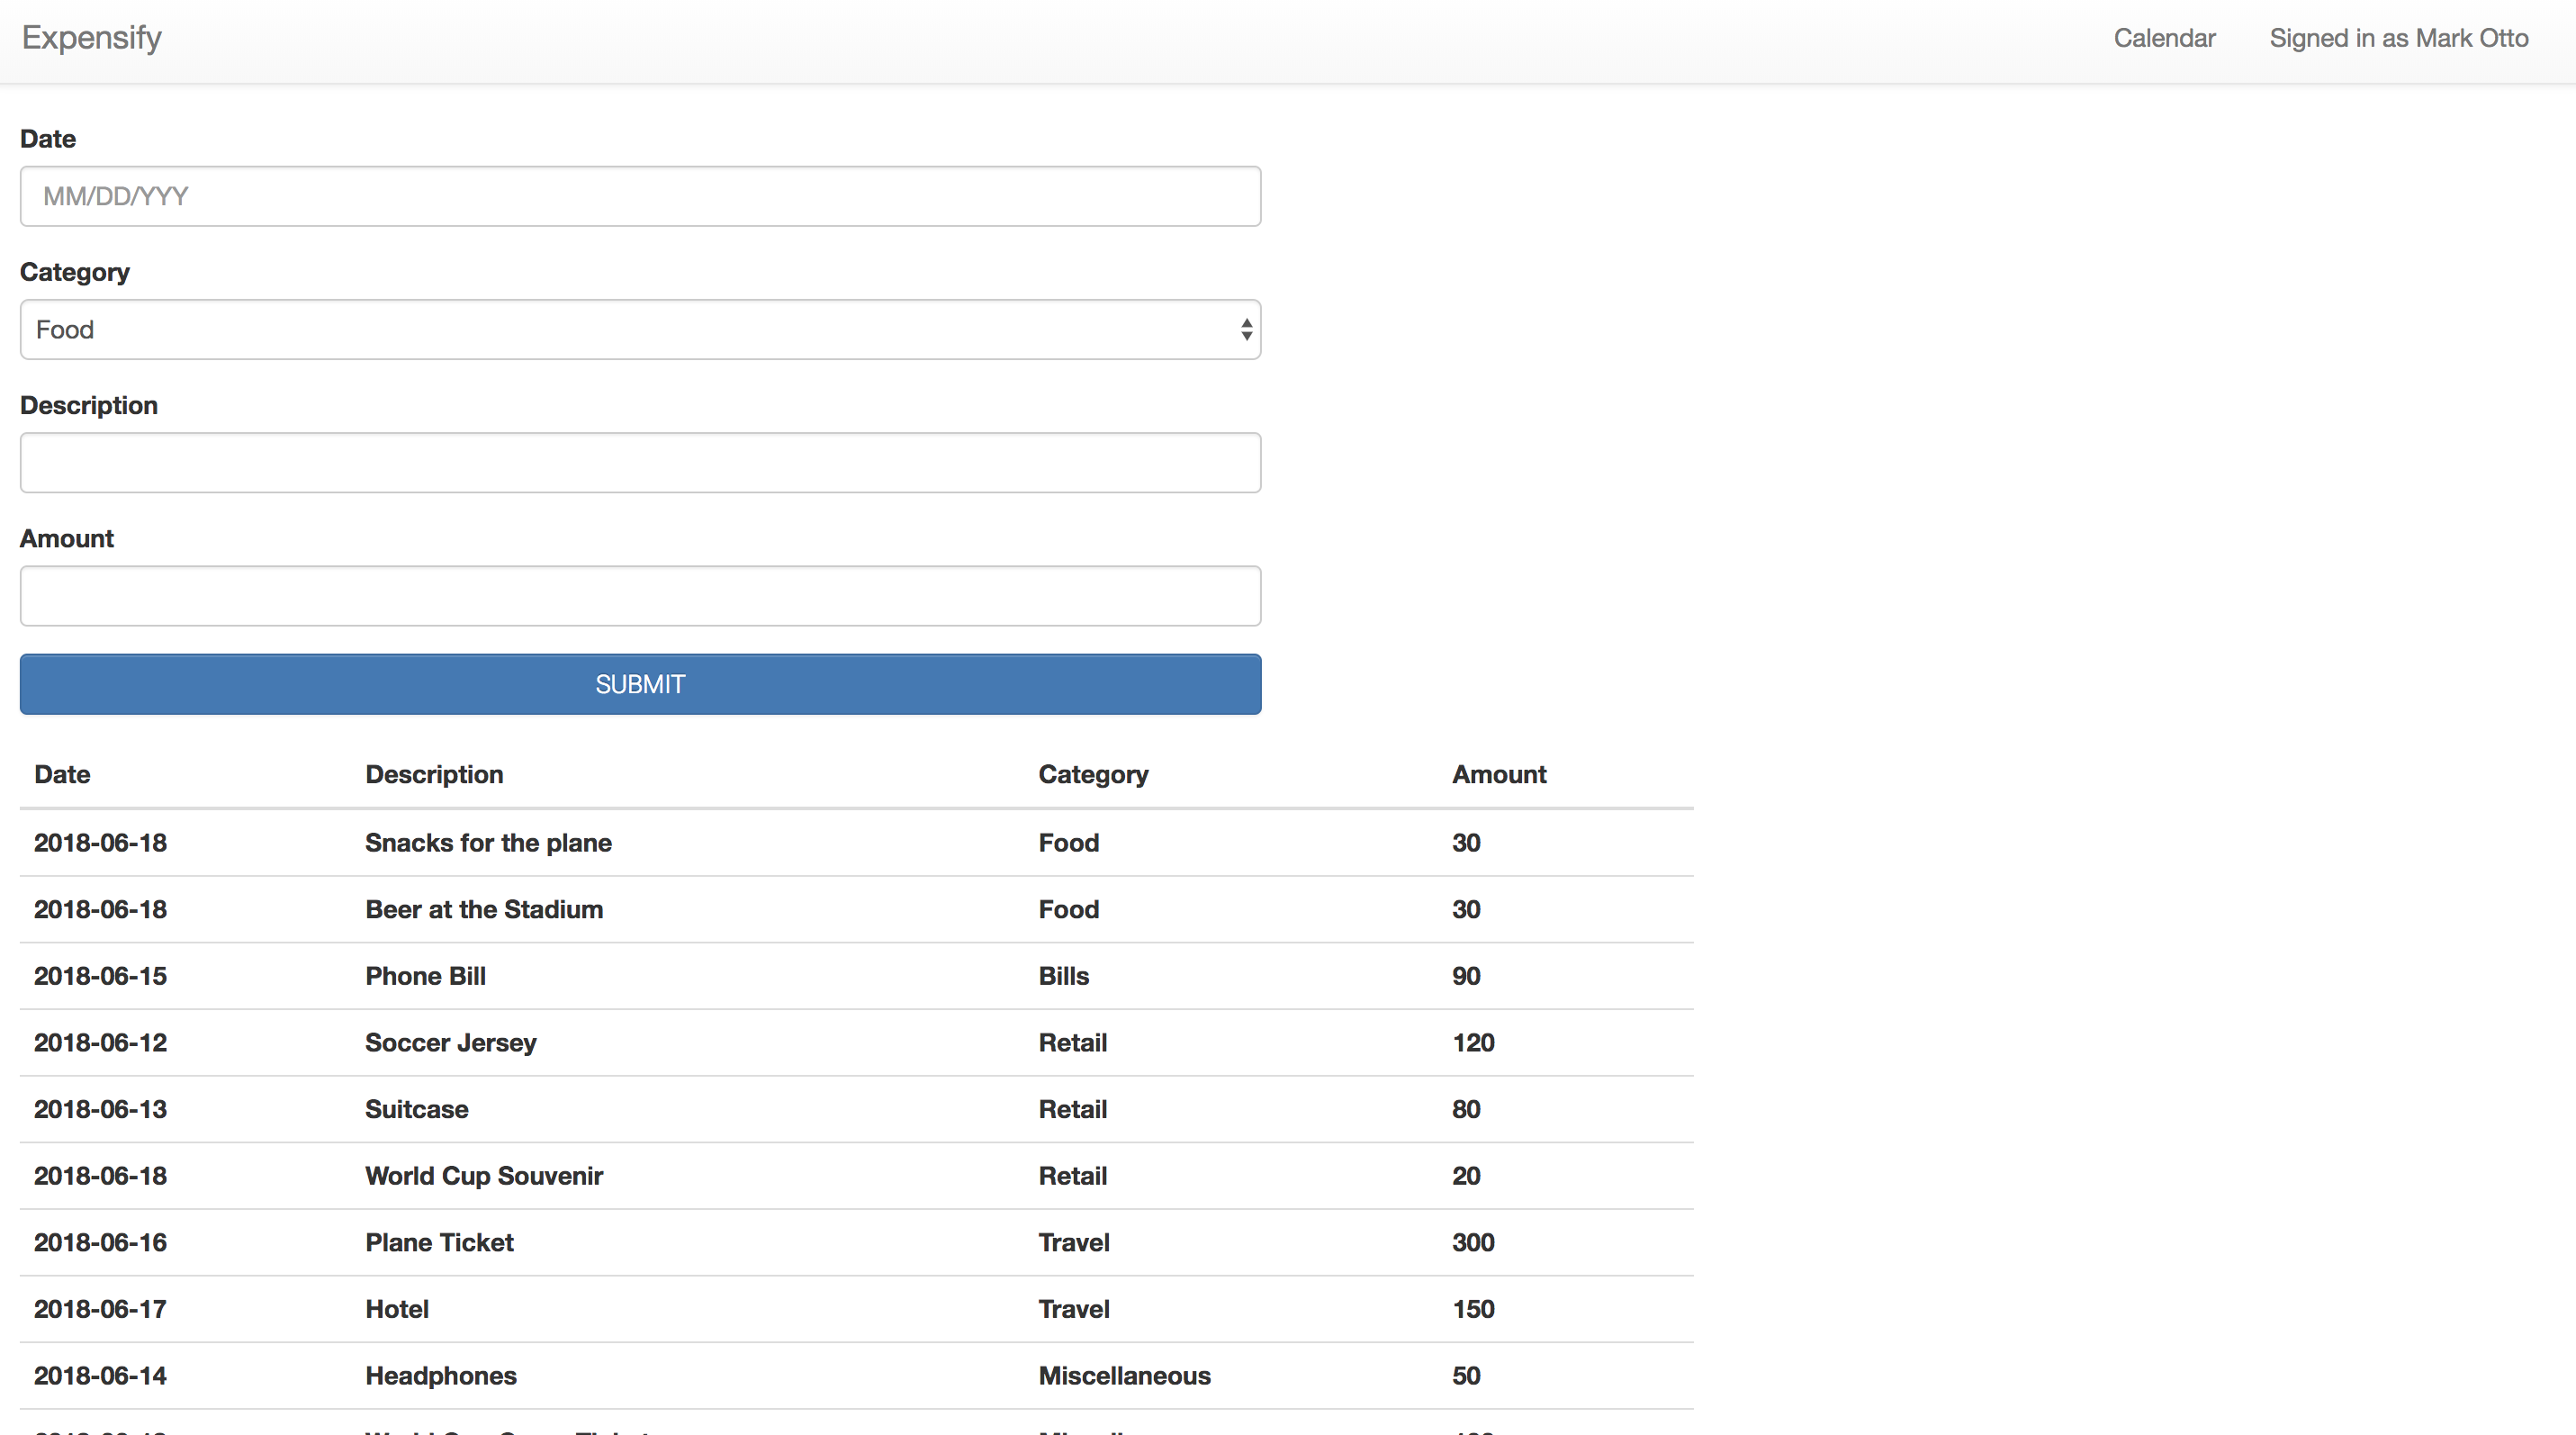 Expensify Calendar Signed in as Mark Otto
Date
MM/DD/YYY
Category
Food
Description
Amount
SUBMIT
Date Description Category Amount
2018-06-18 Snacks for the plane Food 30
2018-06-18 Beer at the Stadium Food 30
2018-06-15 Phone Bill Bills 90
2018-06-12 Soccer Jersey Retail 120
2018-06-13 Suitcase Retail 80
2018-06-18 World Cup Souvenir Retail 20
2018-06-16 Plane Ticket Travel 300
2018-06-17 Hotel Travel 150
2018-06-14 Headphones Miscellaneous 50